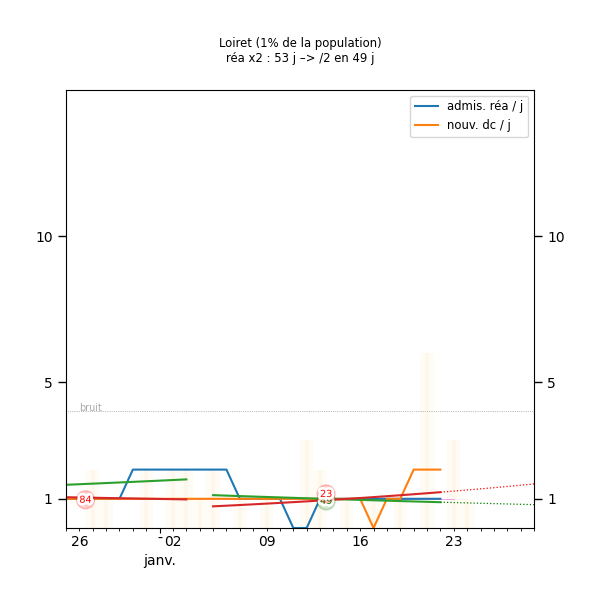 Loiret (1% de la population)
réa x2 : 53 j –> /2 en 49 j
admis. réa / j
nouv. dc / j
10
10
5
5
bruit
1
84
23
49
1
26
02
09
16
23
janv.